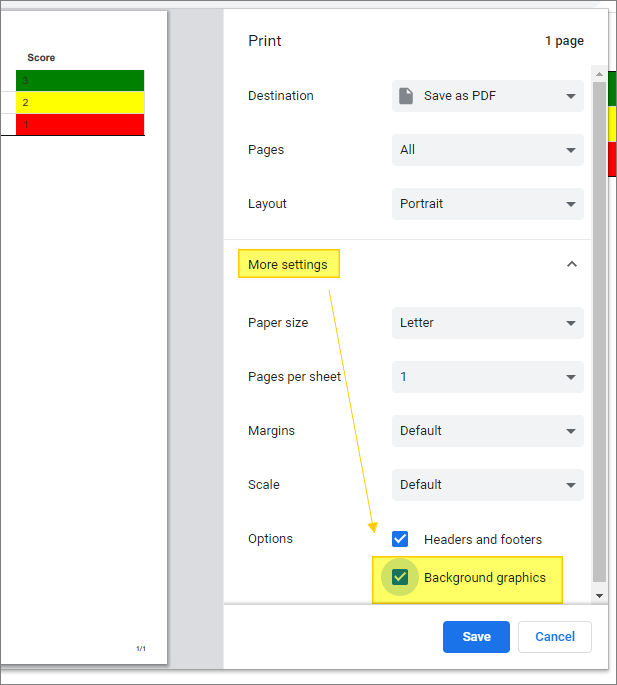 Score
3
2
1
1/1
Print
1 page
Destination
Save as PDF
Pages
All
Layout
Portrait
More settings
Paper size
Letter
Pages per sheet
1
Margins
Default
Scale
Default
Options
Headers and footers
Background graphics
Save
Cancel